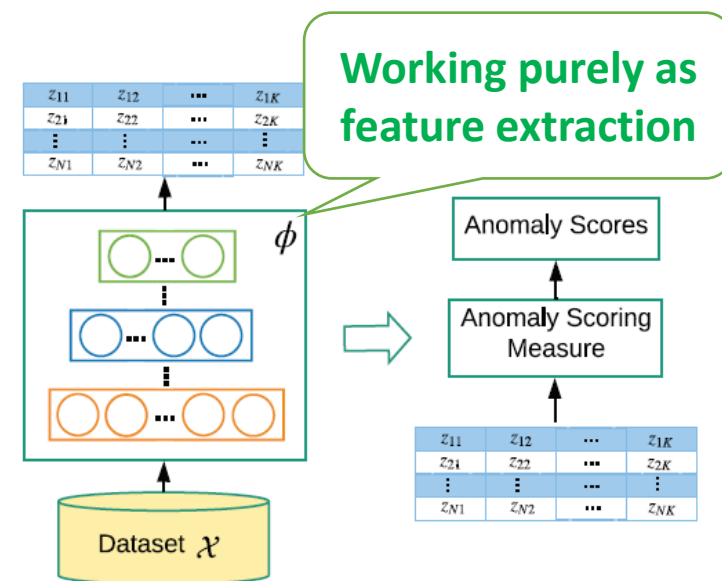 Working purely as
feature extraction
z₁₁ z₁₂ ... z₁K
z₂₁ z₂₂ ... z₂K
⋮ ⋮ ... ⋮
zN₁ zN₂ ... zNK
ϕ
...
⋮
...
⋮
...
Dataset 𝒳
Anomaly Scores
Anomaly Scoring
Measure
z₁₁ z₁₂ ... z₁K
z₂₁ z₂₂ ... z₂K
⋮ ⋮ ... ⋮
zN₁ zN₂ ... zNK